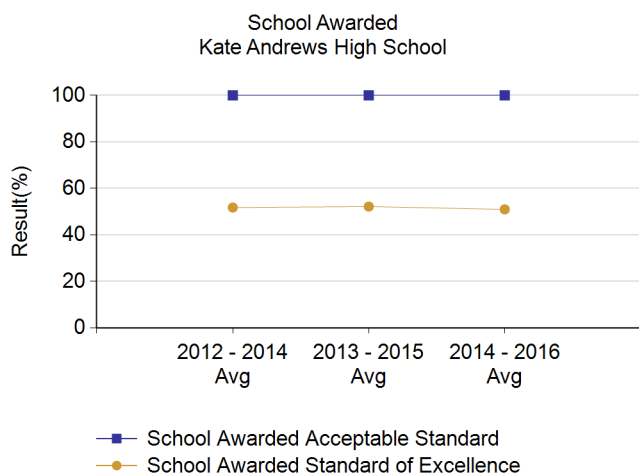 School Awarded
Kate Andrews High School
Result(%)
100
80
60
40
20
0
2012 - 2014
Avg
2013 - 2015
Avg
2014 - 2016
Avg
School Awarded Acceptable Standard
School Awarded Standard of Excellence